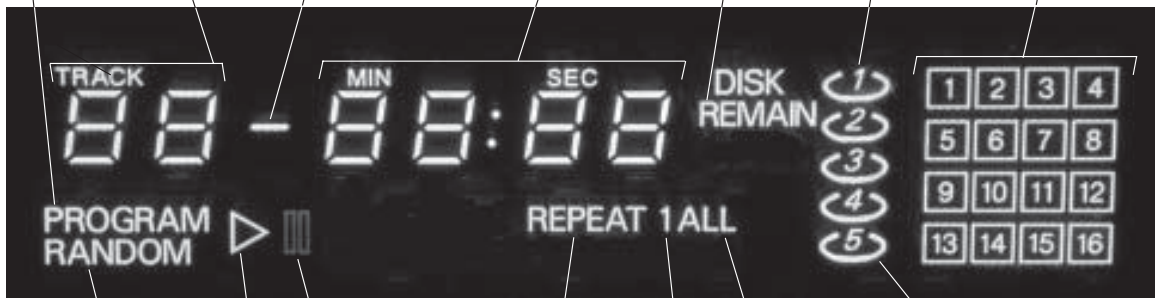 TRACK MIN SEC DISK 1 1 2 3 4
88 - 88:88 REMAIN 2 5 6 7 8
3
PROGRAM REPEAT 1 ALL 4 9 10 11 12
RANDOM 5 13 14 15 16